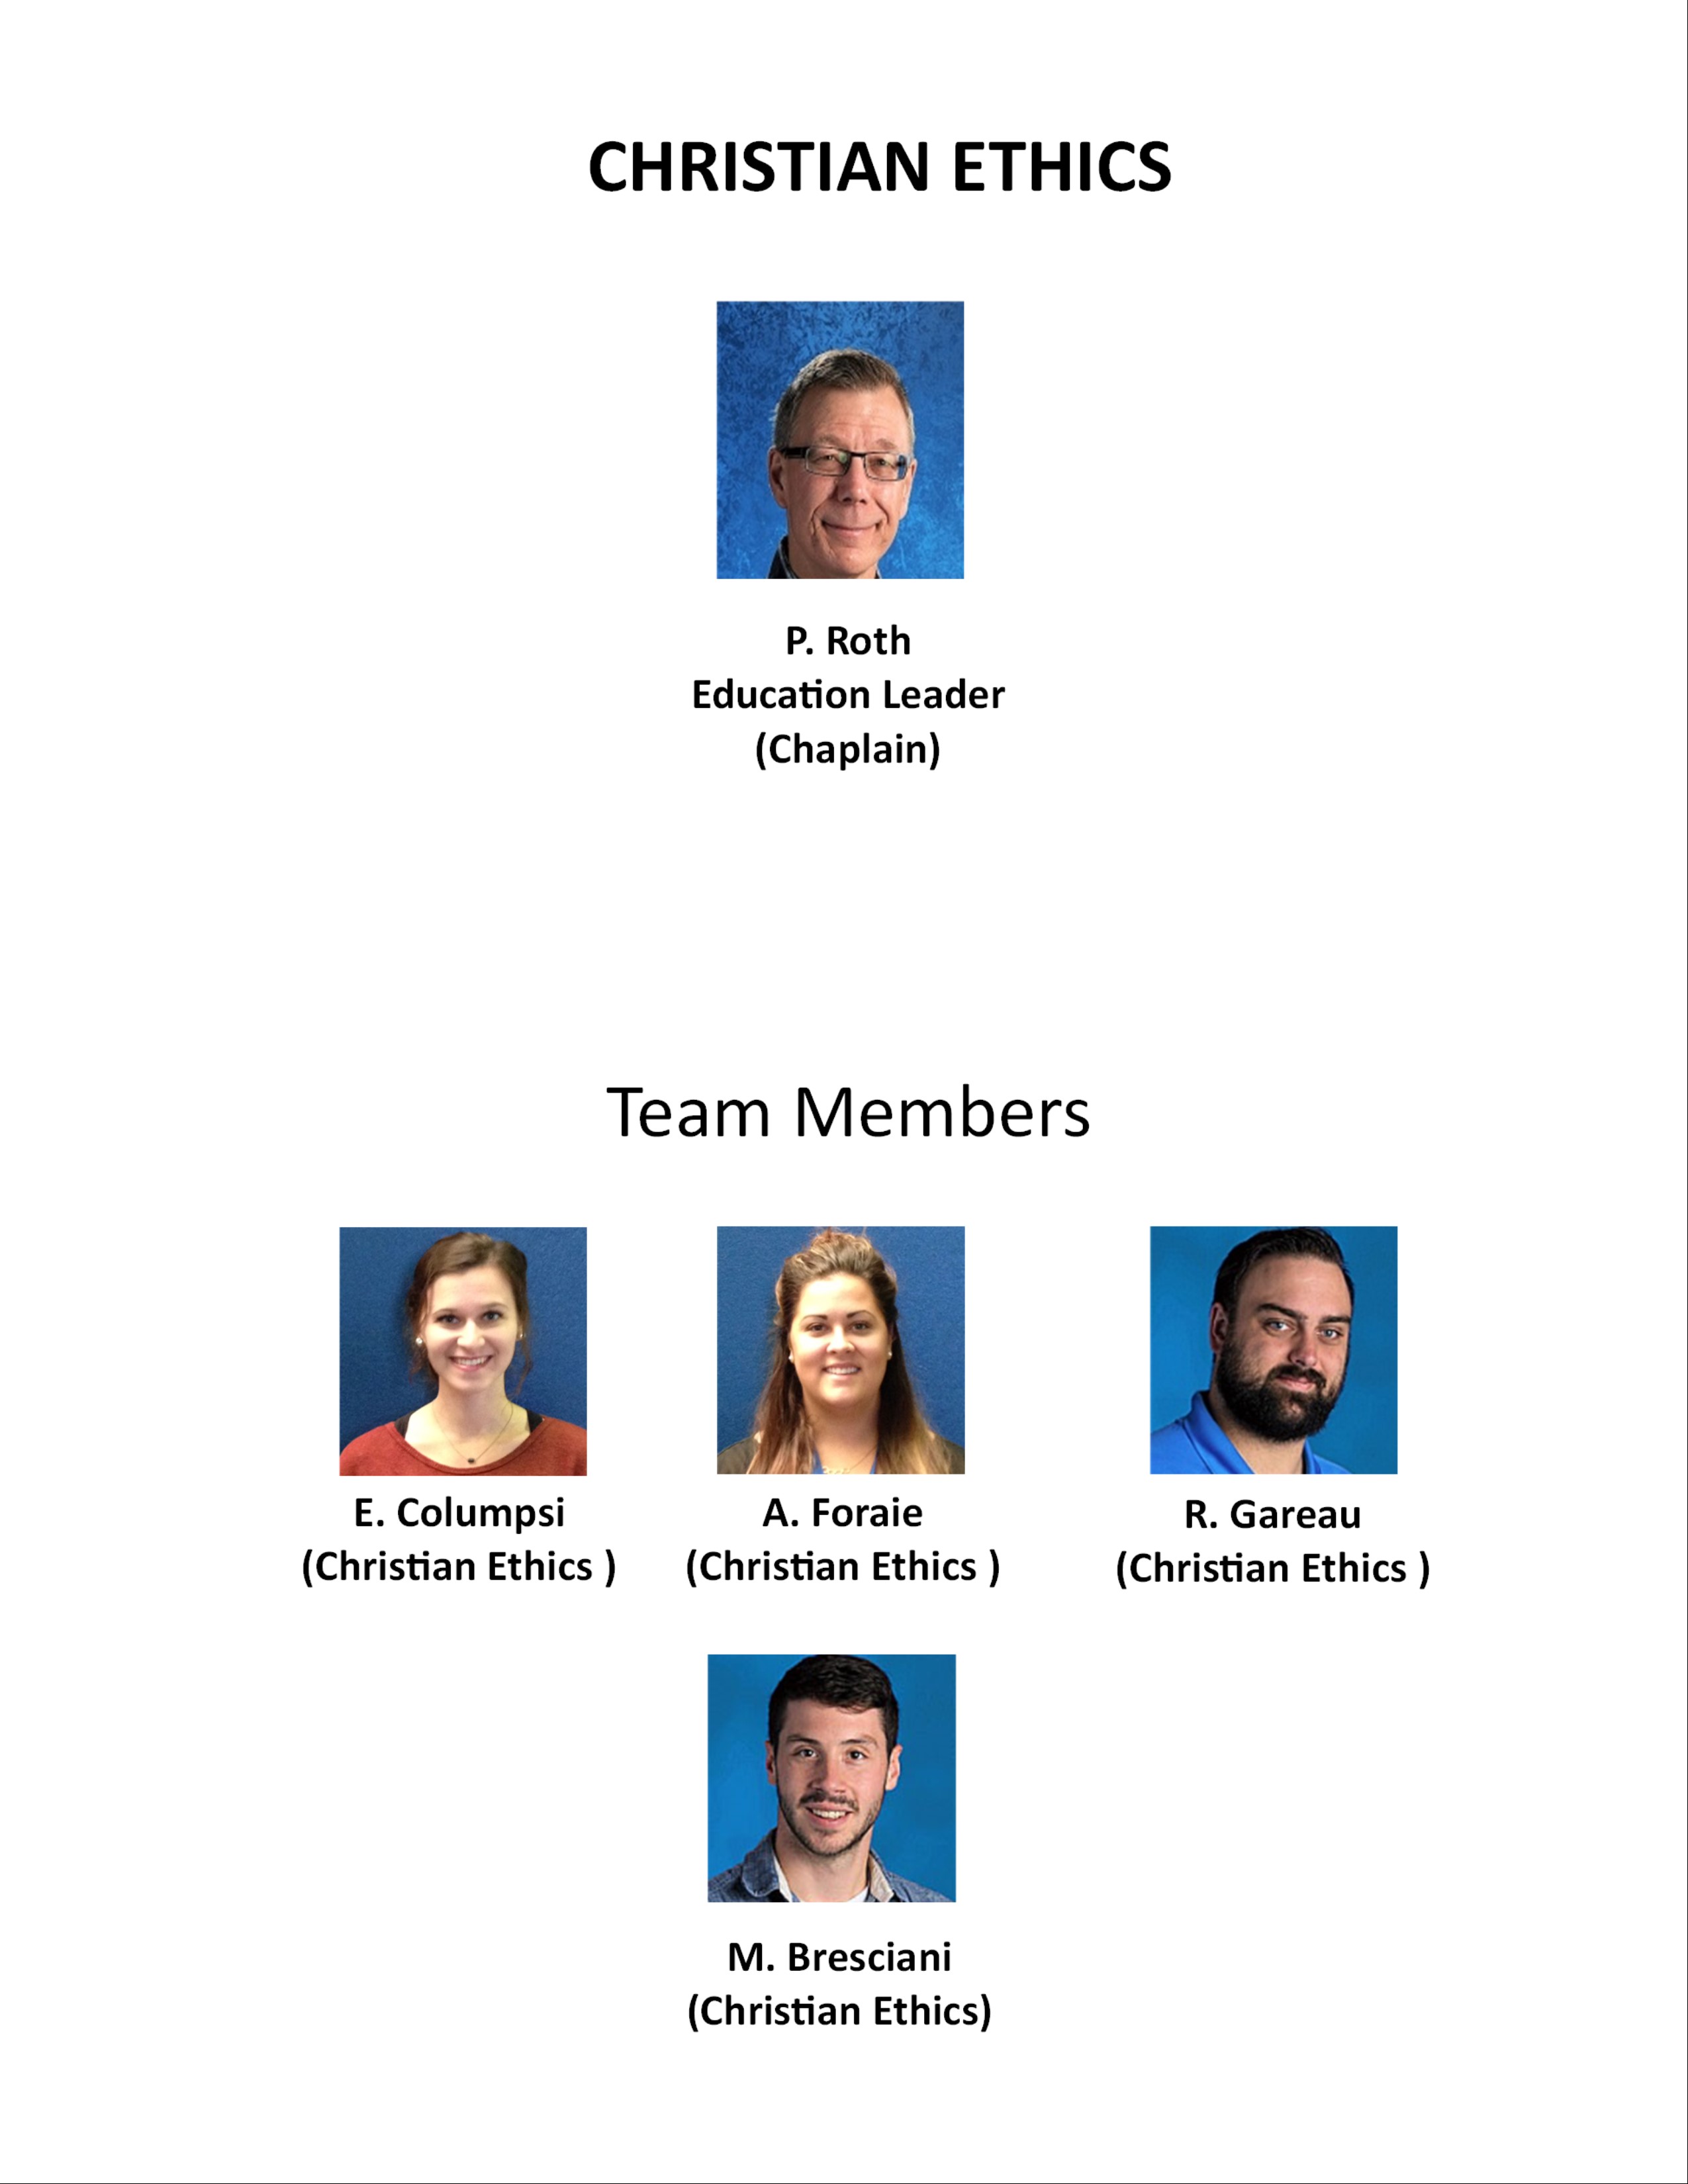 CHRISTIAN ETHICS
P. Roth
Education Leader
(Chaplain)
Team Members
E. Columpsi
(Christian Ethics )
A. Foraie
(Christian Ethics )
R. Gareau
(Christian Ethics )
M. Bresciani
(Christian Ethics)